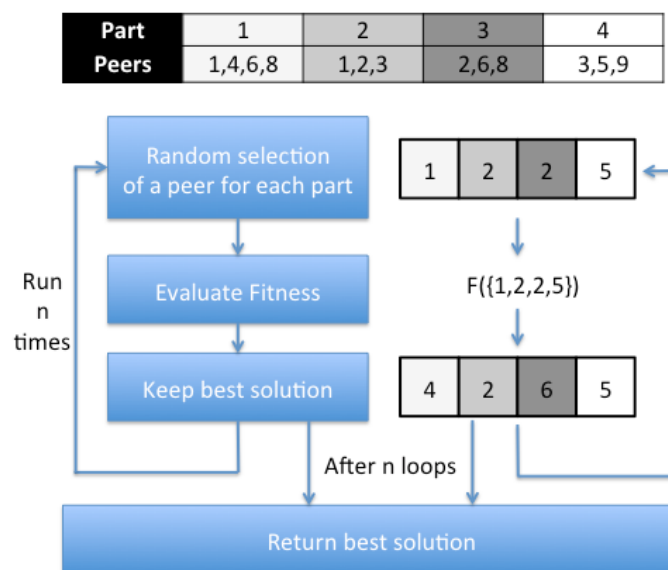 Part 1 2 3 4
Peers 1,4,6,8 1,2,3 2,6,8 3,5,9
Random selection
of a peer for each part
1 2 2 5
Run
n
times
Evaluate Fitness
F({1,2,2,5})
Keep best solution
4 2 6 5
After n loops
Return best solution